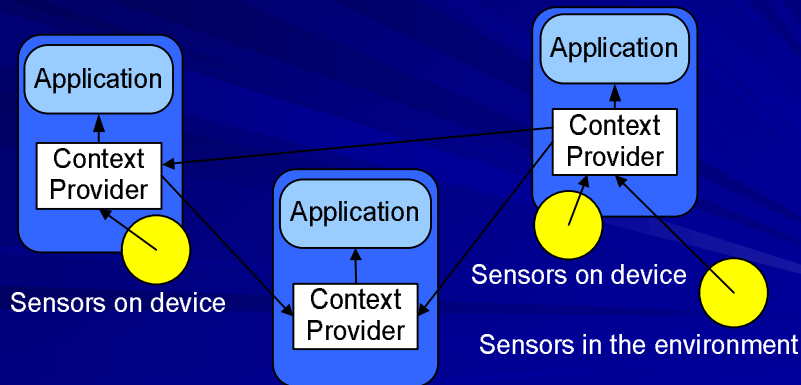 Application
Context
Provider
Sensors on device
Application
Context
Provider
Application
Context
Provider
Sensors on device
Sensors in the environment